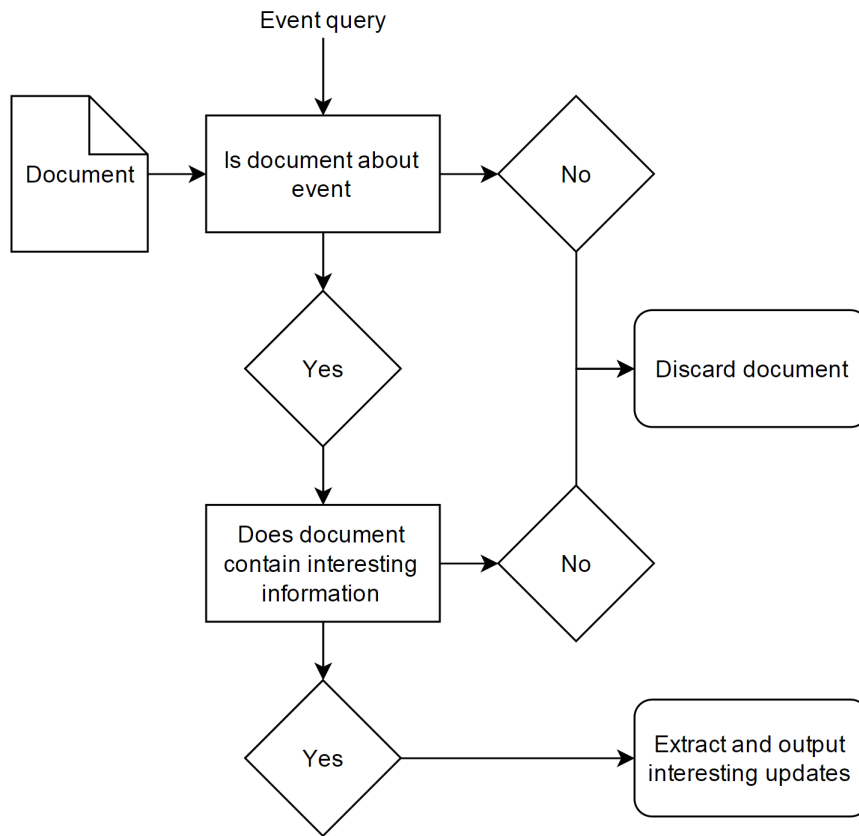 Event query
Document
Is document about
event
No
Yes
Discard document
Does document
contain interesting
information
No
Yes
Extract and output
interesting updates